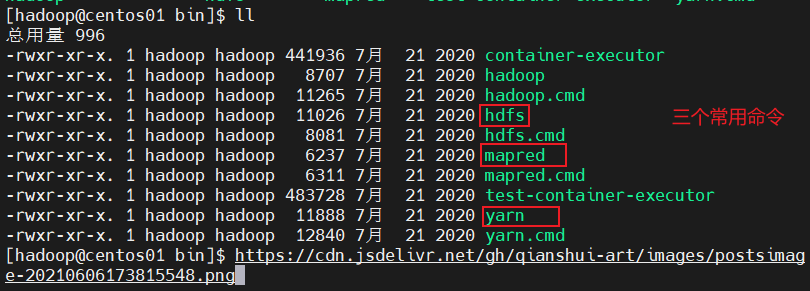 [hadoop@centos01 bin]$ ll
总用量 996
-rwxr-xr-x. 1 hadoop hadoop 441936 7月  21 2020 container-executor
-rwxr-xr-x. 1 hadoop hadoop   8707 7月  21 2020 hadoop
-rwxr-xr-x. 1 hadoop hadoop  11265 7月  21 2020 hadoop.cmd
-rwxr-xr-x. 1 hadoop hadoop  11026 7月  21 2020 hdfs 三个常用命令
-rwxr-xr-x. 1 hadoop hadoop   8081 7月  21 2020 hdfs.cmd
-rwxr-xr-x. 1 hadoop hadoop   6237 7月  21 2020 mapred
-rwxr-xr-x. 1 hadoop hadoop   6311 7月  21 2020 mapred.cmd
-rwxr-xr-x. 1 hadoop hadoop 483728 7月  21 2020 test-container-executor
-rwxr-xr-x. 1 hadoop hadoop  11888 7月  21 2020 yarn
-rwxr-xr-x. 1 hadoop hadoop  12840 7月  21 2020 yarn.cmd
[hadoop@centos01 bin]$ https://cdn.jsdelivr.net/gh/qianshui-art/images/postsimag
e-20210606173815548.png